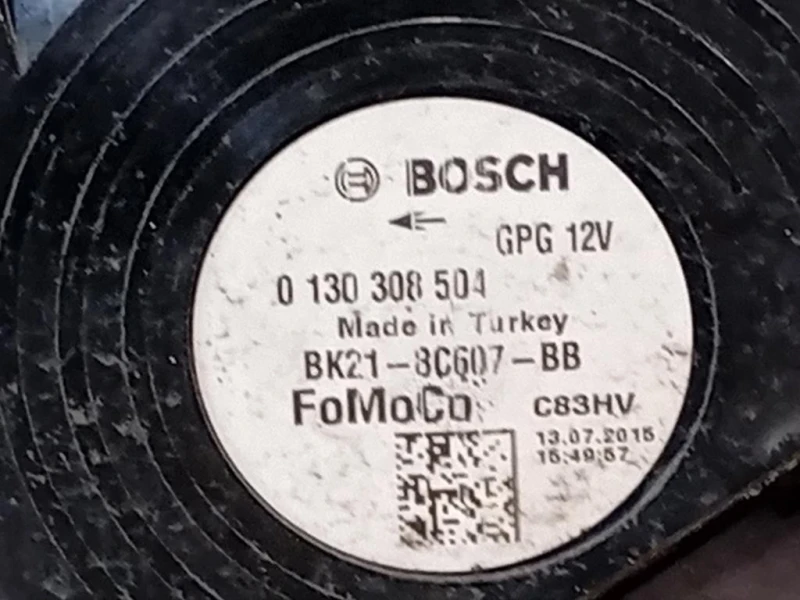 BOSCH
GPG 12V
0 130 308 504
Made in Turkey
BK21-8C607-BB
FoMoCo C83HV
13.07.2015
15:49:57